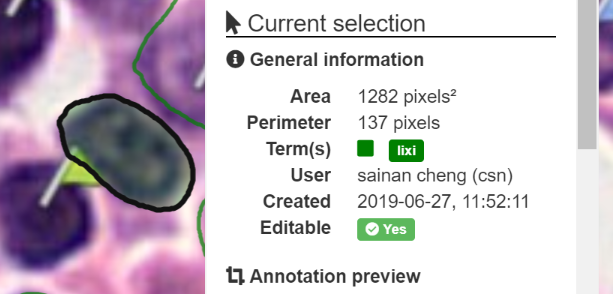 Current selection
General information
Area 1282 pixels²
Perimeter 137 pixels
Term(s) lixi
User sainan cheng (csn)
Created 2019-06-27, 11:52:11
Editable Yes
Annotation preview